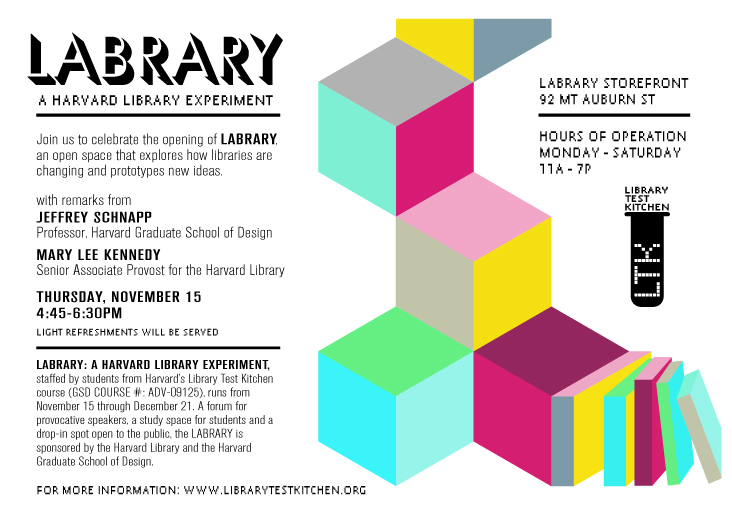 LABRARY
A HARVARD LIBRARY EXPERIMENT
Join us to celebrate the opening of LABRARY,
an open space that explores how libraries are
changing and prototypes new ideas.
with remarks from
JEFFREY SCHNAPP
Professor, Harvard Graduate School of Design
MARY LEE KENNEDY
Senior Associate Provost for the Harvard Library
THURSDAY, NOVEMBER 15
4:45-6:30PM
LIGHT REFRESHMENTS WILL BE SERVED
LABRARY: A HARVARD LIBRARY EXPERIMENT,
staffed by students from Harvard's Library Test Kitchen
course (GSD COURSE #: ADV-09125), runs from
November 15 through December 21. A forum for
provocative speakers, a study space for students and a
drop-in spot open to the public, the LABRARY is
sponsored by the Harvard Library and the Harvard
Graduate School of Design.
FOR MORE INFORMATION: WWW.LIBRARYTESTKITCHEN.ORG
LABRARY STOREFRONT
92 MT AUBURN ST
HOURS OF OPERATION
MONDAY - SATURDAY
11A - 7P
LIBRARY
TEST
KITCHEN
LTK